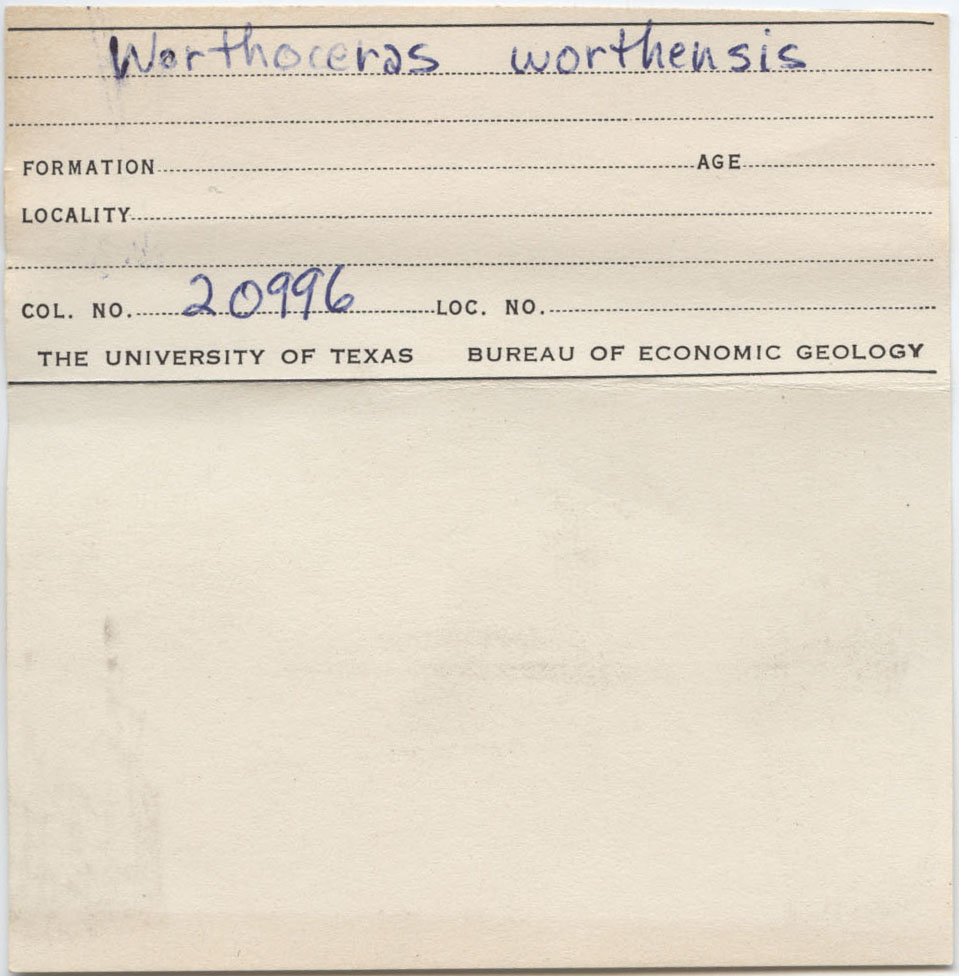 Worthoceras worthensis
FORMATION AGE
LOCALITY
COL. NO. 20996 LOC. NO.
THE UNIVERSITY OF TEXAS BUREAU OF ECONOMIC GEOLOGY